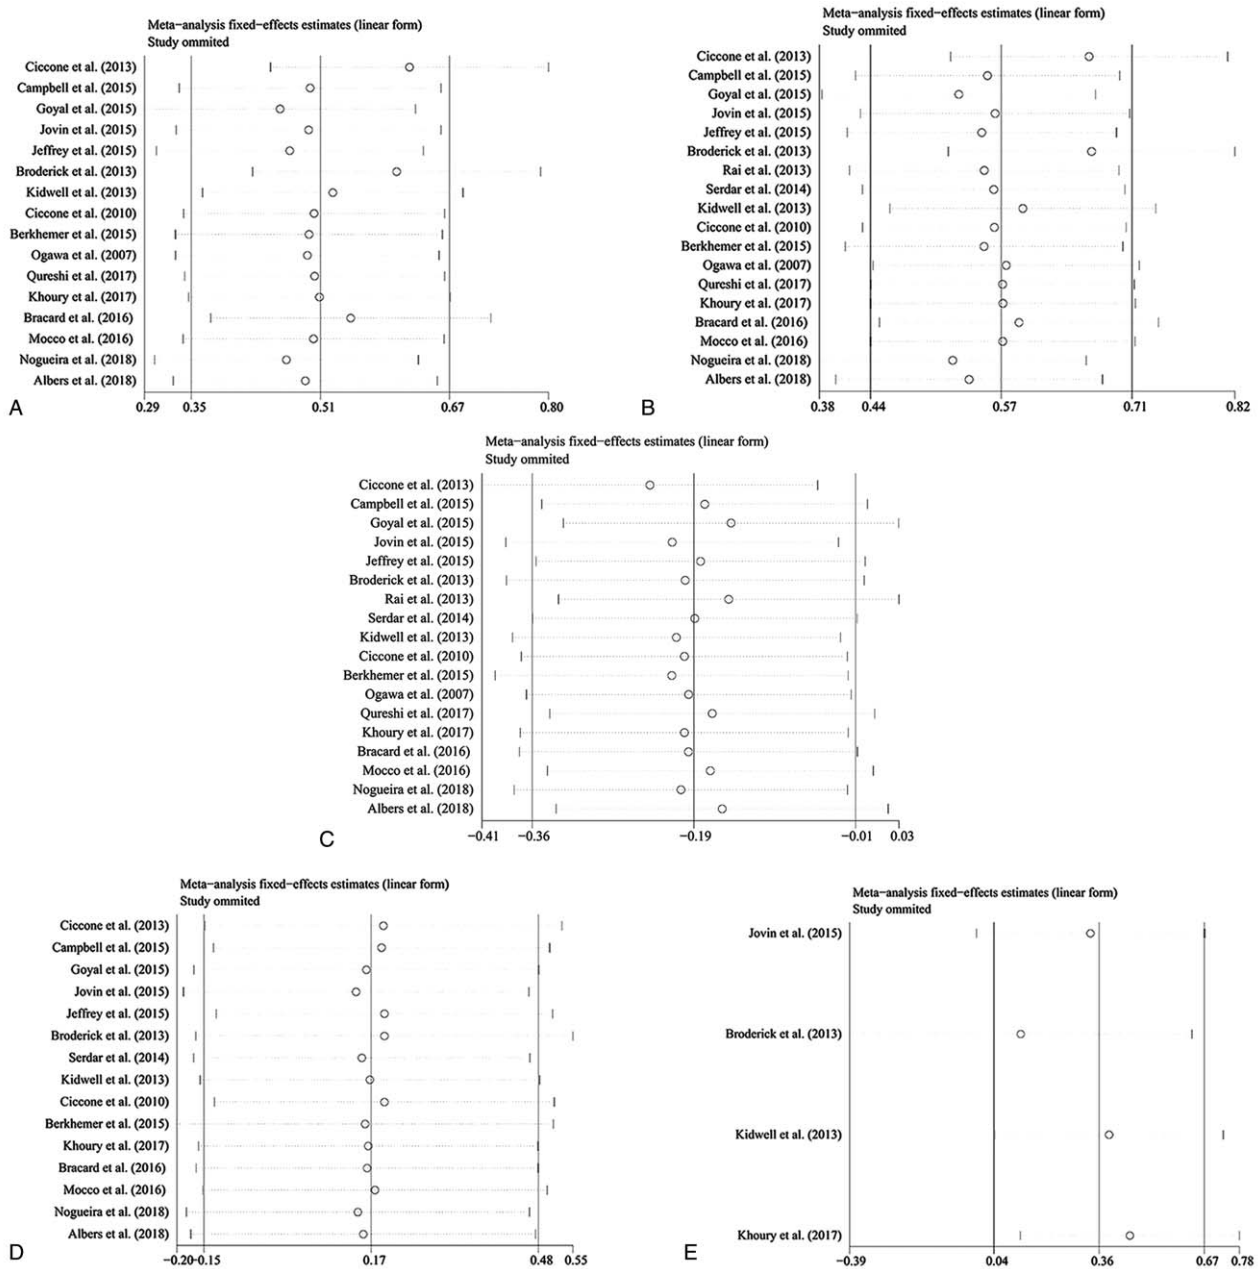 Meta-analysis fixed-effects estimates (linear form)
Study ommited
Ciccone et al. (2013)
Campbell et al. (2015)
Goyal et al. (2015)
Jovin et al. (2015)
Jeffrey et al. (2015)
Broderick et al. (2013)
Kidwell et al. (2013)
Ciccone et al. (2010)
Berkhemer et al. (2015)
Ogawa et al. (2007)
Qureshi et al. (2017)
Khoury et al. (2017)
Bracard et al. (2016)
Mocco et al. (2016)
Nogueira et al. (2018)
Albers et al. (2018)
0.29 0.35 0.51 0.67 0.80
A
Meta-analysis fixed-effects estimates (linear form)
Study ommited
Ciccone et al. (2013)
Campbell et al. (2015)
Goyal et al. (2015)
Jovin et al. (2015)
Jeffrey et al. (2015)
Broderick et al. (2013)
Rai et al. (2013)
Serdar et al. (2014)
Kidwell et al. (2013)
Ciccone et al. (2010)
Berkhemer et al. (2015)
Ogawa et al. (2007)
Qureshi et al. (2017)
Khoury et al. (2017)
Bracard et al. (2016)
Mocco et al. (2016)
Nogueira et al. (2018)
Albers et al. (2018)
0.38 0.44 0.57 0.71 0.82
B
Meta-analysis fixed-effects estimates (linear form)
Study ommited
Ciccone et al. (2013)
Campbell et al. (2015)
Goyal et al. (2015)
Jovin et al. (2015)
Jeffrey et al. (2015)
Broderick et al. (2013)
Rai et al. (2013)
Serdar et al. (2014)
Kidwell et al. (2013)
Ciccone et al. (2010)
Berkhemer et al. (2015)
Ogawa et al. (2007)
Qureshi et al. (2017)
Khoury et al. (2017)
Bracard et al. (2016)
Mocco et al. (2016)
Nogueira et al. (2018)
Albers et al. (2018)
-0.41 -0.36 -0.19 -0.01 0.03
C
Meta-analysis fixed-effects estimates (linear form)
Study ommited
Ciccone et al. (2013)
Campbell et al. (2015)
Goyal et al. (2015)
Jovin et al. (2015)
Jeffrey et al. (2015)
Broderick et al. (2013)
Serdar et al. (2014)
Kidwell et al. (2013)
Ciccone et al. (2010)
Berkhemer et al. (2015)
Khoury et al. (2017)
Bracard et al. (2016)
Mocco et al. (2016)
Nogueira et al. (2018)
Albers et al. (2018)
-0.20 -0.15 0.17 0.48 0.55
D
Meta-analysis fixed-effects estimates (linear form)
Study ommited
Jovin et al. (2015)
Broderick et al. (2013)
Kidwell et al. (2013)
Khoury et al. (2017)
-0.39 0.04 0.36 0.67 0.78
E